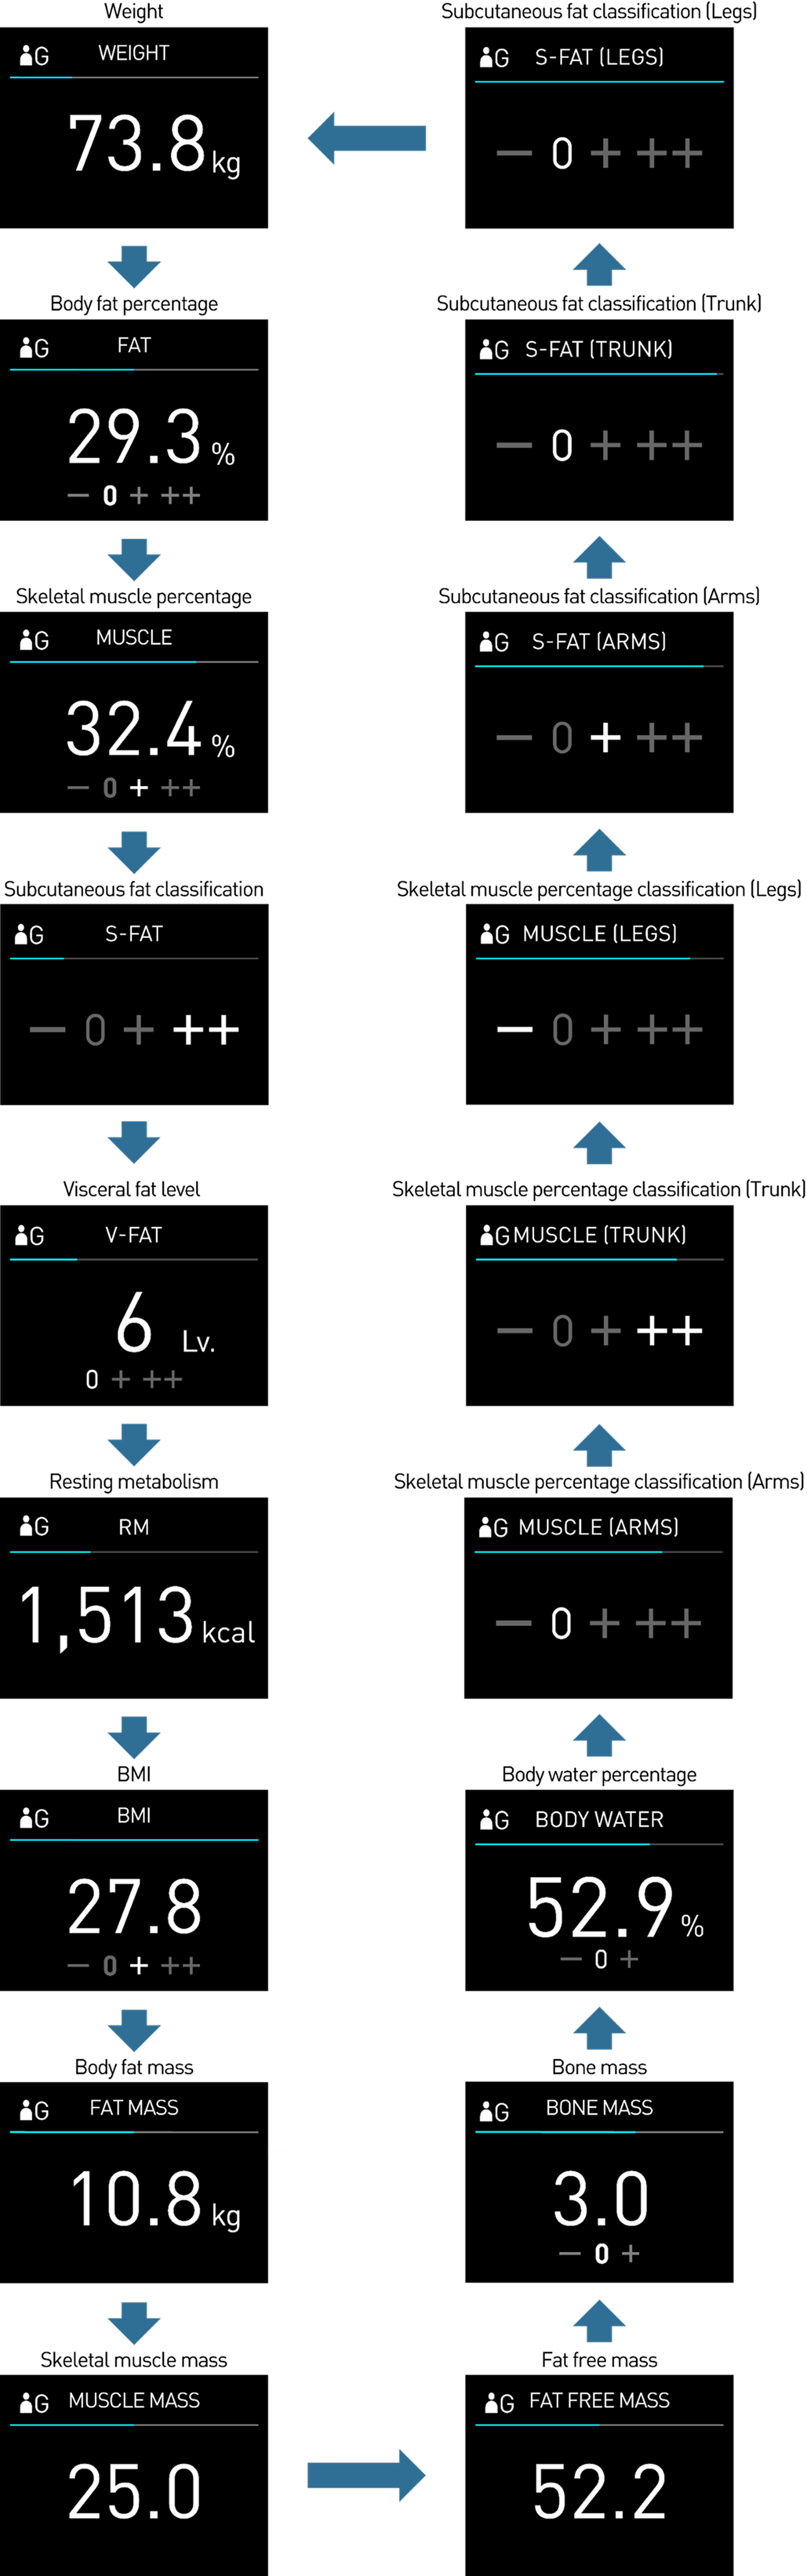 Weight
G WEIGHT
73.8 kg
Body fat percentage
G FAT
29.3 %
− 0 + ++
Skeletal muscle percentage
G MUSCLE
32.4 %
− 0 + ++
Subcutaneous fat classification
G S-FAT
− 0 + ++
Visceral fat level
G V-FAT
6 Lv.
0 + ++
Resting metabolism
G RM
1,513 kcal
BMI
G BMI
27.8
− 0 + ++
Body fat mass
G FAT MASS
10.8 kg
Skeletal muscle mass
G MUSCLE MASS
25.0
Fat free mass
G FAT FREE MASS
52.2
Bone mass
G BONE MASS
3.0
− 0 +
Body water percentage
G BODY WATER
52.9 %
− 0 +
Skeletal muscle percentage classification (Arms)
G MUSCLE (ARMS)
− 0 + ++
Skeletal muscle percentage classification (Trunk)
G MUSCLE (TRUNK)
− 0 + ++
Skeletal muscle percentage classification (Legs)
G MUSCLE (LEGS)
− 0 + ++
Subcutaneous fat classification (Arms)
G S-FAT (ARMS)
− 0 + ++
Subcutaneous fat classification (Trunk)
G S-FAT (TRUNK)
− 0 + ++
Subcutaneous fat classification (Legs)
G S-FAT (LEGS)
− 0 + ++